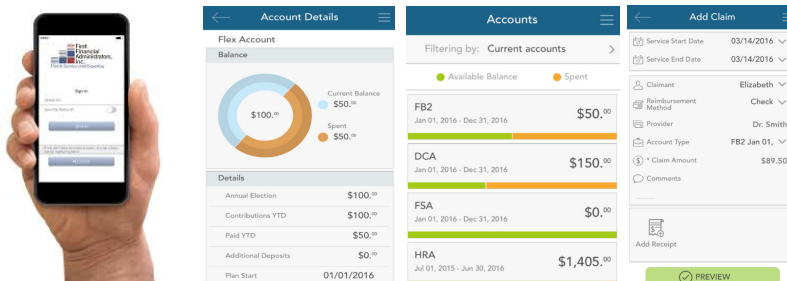 First
Financial
Administrators,
Inc.
Sign In
Account Details
Flex Account
Balance
$100.00
Current Balance
$50.00
Spent
$50.00
Details
Annual Election $100.00
Contributions YTD $100.00
Paid YTD $50.00
Additional Deposits $0.00
Plan Start 01/01/2016
Accounts
Filtering by: Current accounts
Available Balance Spent
FB2 $50.00
Jan 01, 2016 - Dec 31, 2016
DCA $150.00
Jan 01, 2016 - Dec 31, 2016
FSA $0.00
Jan 01, 2016 - Dec 31, 2016
HRA $1,405.00
Jul 01, 2015 - Jun 30, 2016
Add Claim
Service Start Date 03/14/2016
Service End Date 03/14/2016
Claimant Elizabeth
Reimbursement Method Check
Provider Dr. Smith
Account Type FB2 Jan 01,
* Claim Amount $89.50
Comments
Add Receipt
PREVIEW